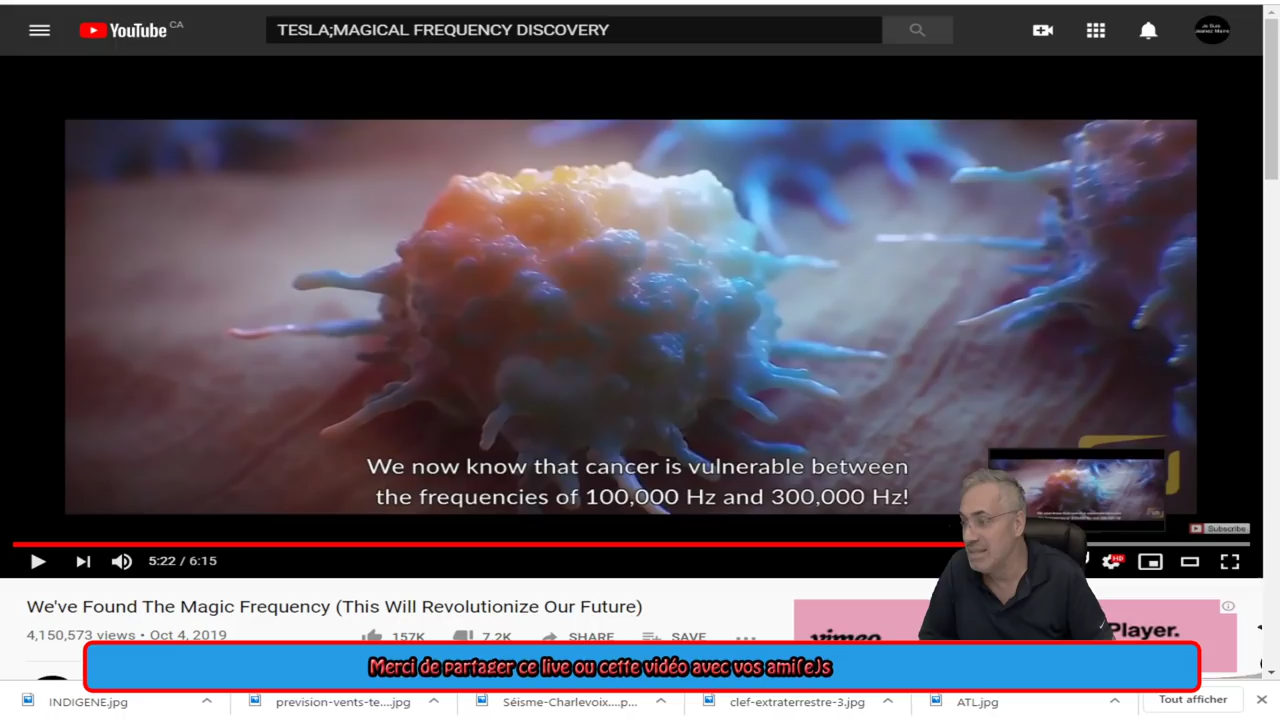 YouTube CA
TESLA;MAGICAL FREQUENCY DISCOVERY
We now know that cancer is vulnerable between
the frequencies of 100,000 Hz and 300,000 Hz!
Subscribe
5:22 / 6:15
HD
We've Found The Magic Frequency (This Will Revolutionize Our Future)
4,150,573 views • Oct 4, 2019
157K 7.2K SHARE SAVE
vimeo
Player.
Merci de partager ce live ou cette vidéo avec vos ami(e)s
INDIGENE.jpg
prevision-vents-te....jpg
Séisme-Charlevoix....p...
clef-extraterrestre-3.jpg
ATL.jpg
Tout afficher